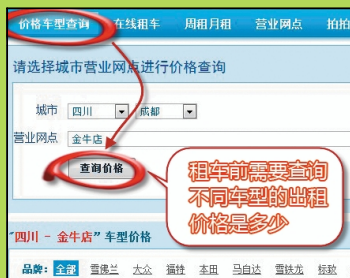 价格车型查询 在线租车 周租月租 营业网点 拍拍
请选择城市营业网点进行价格查询
城市 四川 成都
营业网点 金牛店
查询价格
租车前需要查询
不同车型的出租
价格是多少
"四川 - 金牛店" 车型价格
品牌: 全部 雪佛兰 大众 福特 本田 马自达 雪铁龙 标致